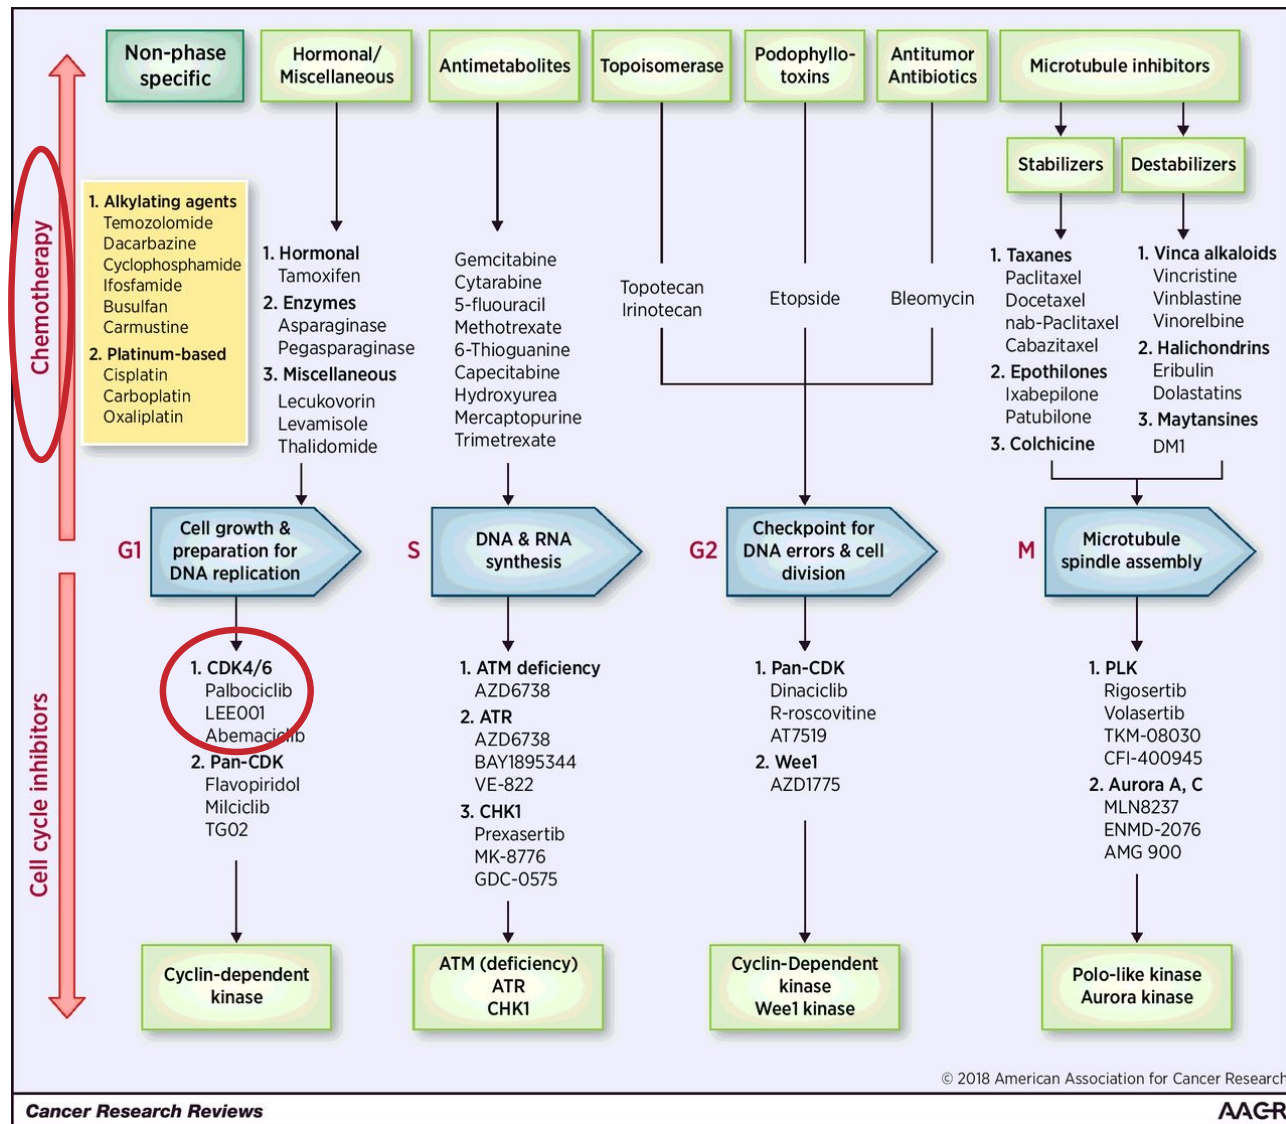 Non-phase
specific
Hormonal/
Miscellaneous
Antimetabolites
Topoisomerase
Podophyllo-
toxins
Antitumor
Antibiotics
Microtubule inhibitors
Stabilizers
Destabilizers
Chemotherapy
1. Alkylating agents
Temozolomide
Dacarbazine
Cyclophosphamide
Ifosfamide
Busulfan
Carmustine
2. Platinum-based
Cisplatin
Carboplatin
Oxaliplatin
1. Hormonal
Tamoxifen
2. Enzymes
Asparaginase
Pegasparaginase
3. Miscellaneous
Lecukovorin
Levamisole
Thalidomide
Gemcitabine
Cytarabine
5-fluouracil
Methotrexate
6-Thioguanine
Capecitabine
Hydroxyurea
Mercaptopurine
Trimetrexate
Topotecan
Irinotecan
Etopside
Bleomycin
1. Taxanes
Paclitaxel
Docetaxel
nab-Paclitaxel
Cabazitaxel
2. Epothilones
Ixabepilone
Patubilone
3. Colchicine
1. Vinca alkaloids
Vincristine
Vinblastine
Vinorelbine
2. Halichondrins
Eribulin
Dolastatins
3. Maytansines
DM1
G1
Cell growth &
preparation for
DNA replication
S
DNA & RNA
synthesis
G2
Checkpoint for
DNA errors & cell
division
M
Microtubule
spindle assembly
Cell cycle inhibitors
1. CDK4/6
Palbociclib
LEE001
Abemaciclib
2. Pan-CDK
Flavopiridol
Milciclib
TG02
1. ATM deficiency
AZD6738
2. ATR
AZD6738
BAY1895344
VE-822
3. CHK1
Prexasertib
MK-8776
GDC-0575
1. Pan-CDK
Dinaciclib
R-roscovitine
AT7519
2. Wee1
AZD1775
1. PLK
Rigosertib
Volasertib
TKM-08030
CFI-400945
2. Aurora A, C
MLN8237
ENMD-2076
AMG 900
Cyclin-dependent
kinase
ATM (deficiency)
ATR
CHK1
Cyclin-Dependent
kinase
Wee1 kinase
Polo-like kinase
Aurora kinase
© 2018 American Association for Cancer Research
Cancer Research Reviews
AACR